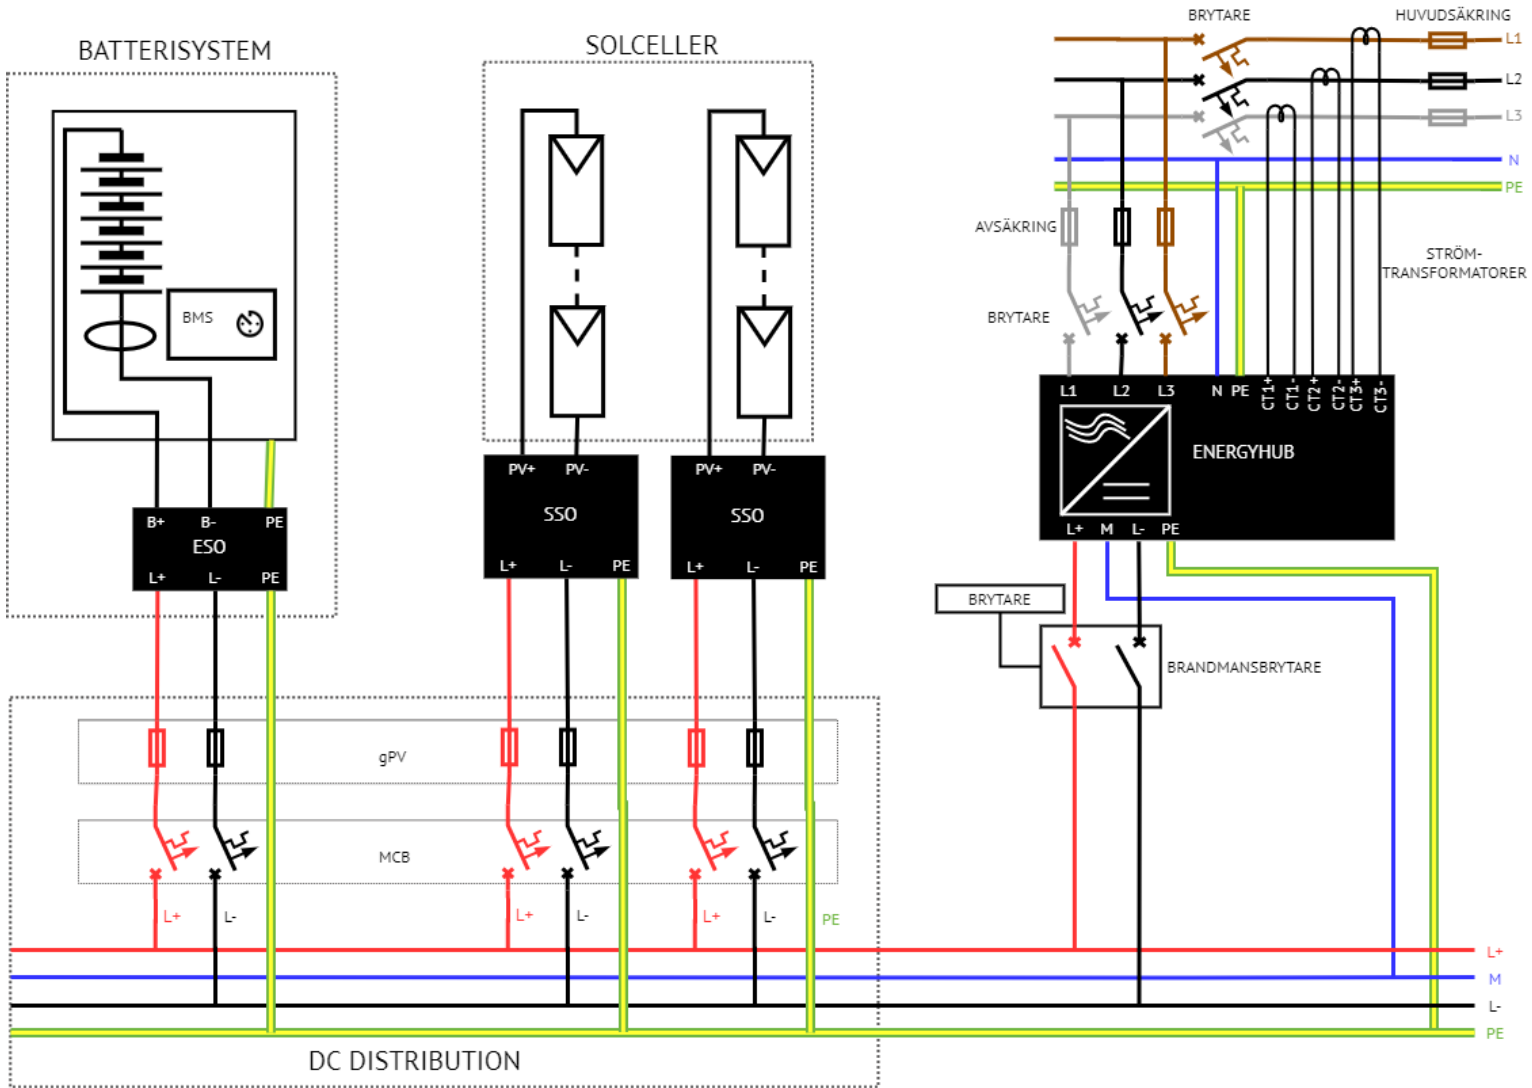 BRYTARE
HUVUDSÄKRING
BATTERISYSTEM
SOLCELLER
L1
L2
L3
N
PE
AVSÄKRING
STRÖM-
TRANSFORMATORER
BMS
BRYTARE
L1 L2 L3 N PE CT1+ CT1- CT2+ CT2- CT3+ CT3-
ENERGYHUB
L+ M L- PE
PV+ PV-
SSO
L+ L- PE
PV+ PV-
SSO
L+ L- PE
B+ B- PE
ESO
L+ L- PE
BRYTARE
BRANDMANSBRYTARE
gPV
MCB
L+ L- L+ L- L+ L- PE
L+
M
L-
PE
DC DISTRIBUTION